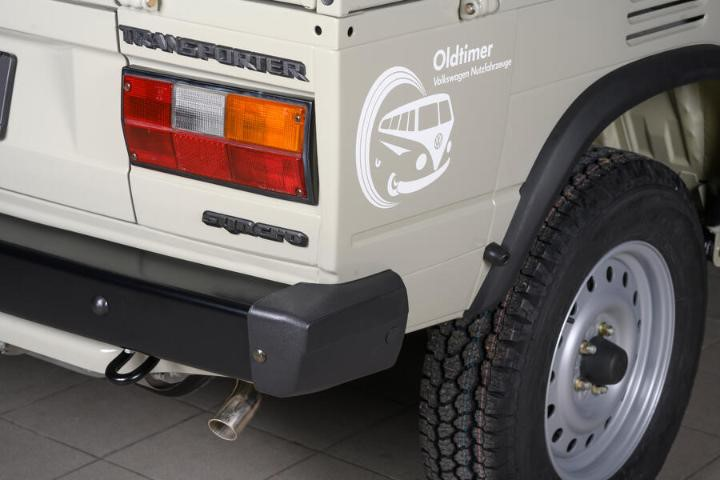 TRANSPORTER
Oldtimer
Volkswagen Nutzfahrzeuge
syncro